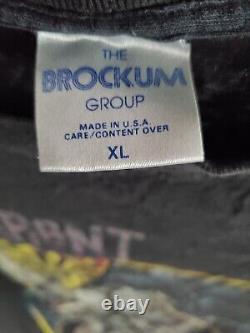 THE
BROCKUM
GROUP
MADE IN U.S.A.
CARE/CONTENT OVER
XL